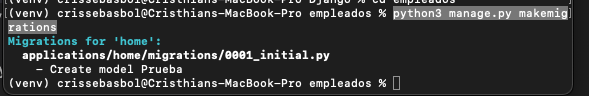 (venv) crissebasbol@Cristhians-MacBook-Pro empleados % python3 manage.py makemig
rations
Migrations for 'home':
applications/home/migrations/0001_initial.py
- Create model Prueba
(venv) crissebasbol@Cristhians-MacBook-Pro empleados %